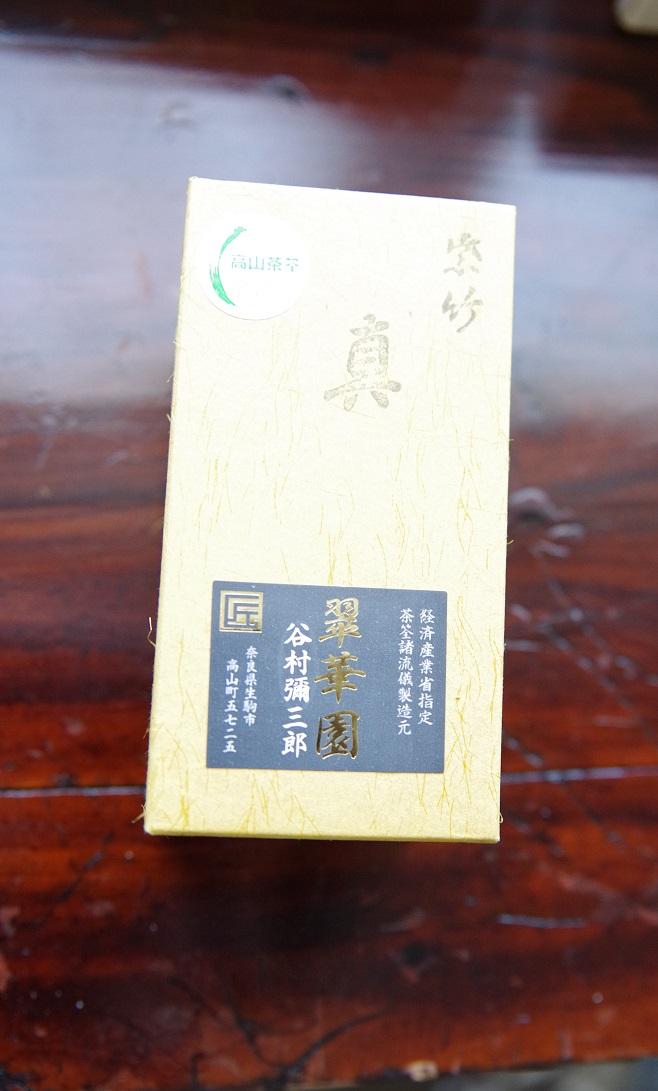 紫竹
真
高山茶筌
経済産業省指定
茶筌諸流儀製造元
翠華園
谷村彌三郎
奈良県生駒市
高山町五七二五
匠